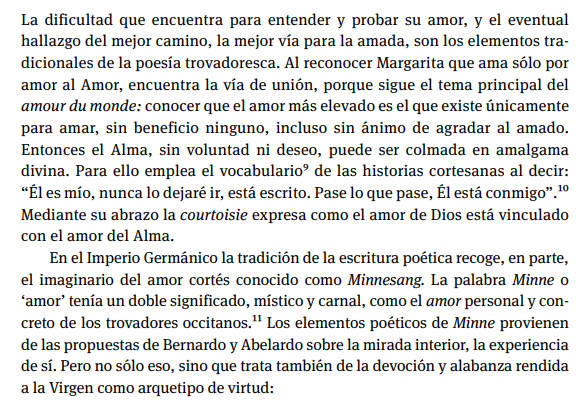 La dificultad que encuentra para entender y probar su amor, y el eventual
hallazgo del mejor camino, la mejor vía para la amada, son los elementos tra-
dicionales de la poesía trovadoresca. Al reconocer Margarita que ama sólo por
amor al Amor, encuentra la vía de unión, porque sigue el tema principal del
amour du monde: conocer que el amor más elevado es el que existe únicamente
para amar, sin beneficio ninguno, incluso sin ánimo de agradar al amado.
Entonces el Alma, sin voluntad ni deseo, puede ser colmada en amalgama
divina. Para ello emplea el vocabulario⁹ de las historias cortesanas al decir:
“Él es mío, nunca lo dejaré ir, está escrito. Pase lo que pase, Él está conmigo”.¹⁰
Mediante su abrazo la courtoisie expresa como el amor de Dios está vinculado
con el amor del Alma.
En el Imperio Germánico la tradición de la escritura poética recoge, en parte,
el imaginario del amor cortés conocido como Minnesang. La palabra Minne o
‘amor’ tenía un doble significado, místico y carnal, como el amor personal y con-
creto de los trovadores occitanos.¹¹ Los elementos poéticos de Minne provienen
de las propuestas de Bernardo y Abelardo sobre la mirada interior, la experiencia
de sí. Pero no sólo eso, sino que trata también de la devoción y alabanza rendida
a la Virgen como arquetipo de virtud: